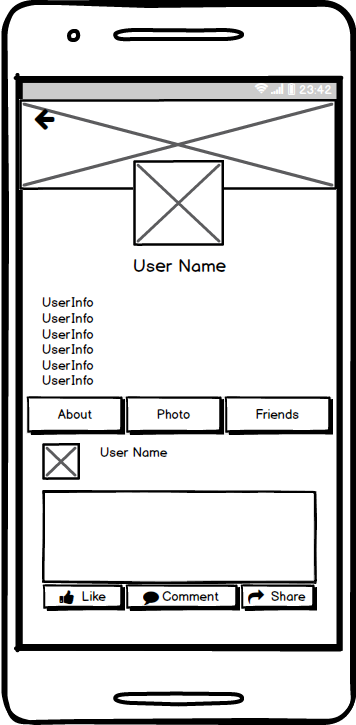 23:42
User Name
UserInfo
UserInfo
UserInfo
UserInfo
UserInfo
UserInfo
About Photo Friends
User Name
Like Comment Share